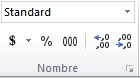 Standard
$ % 000 ,00 ,0 ,0 ,00
Nombre